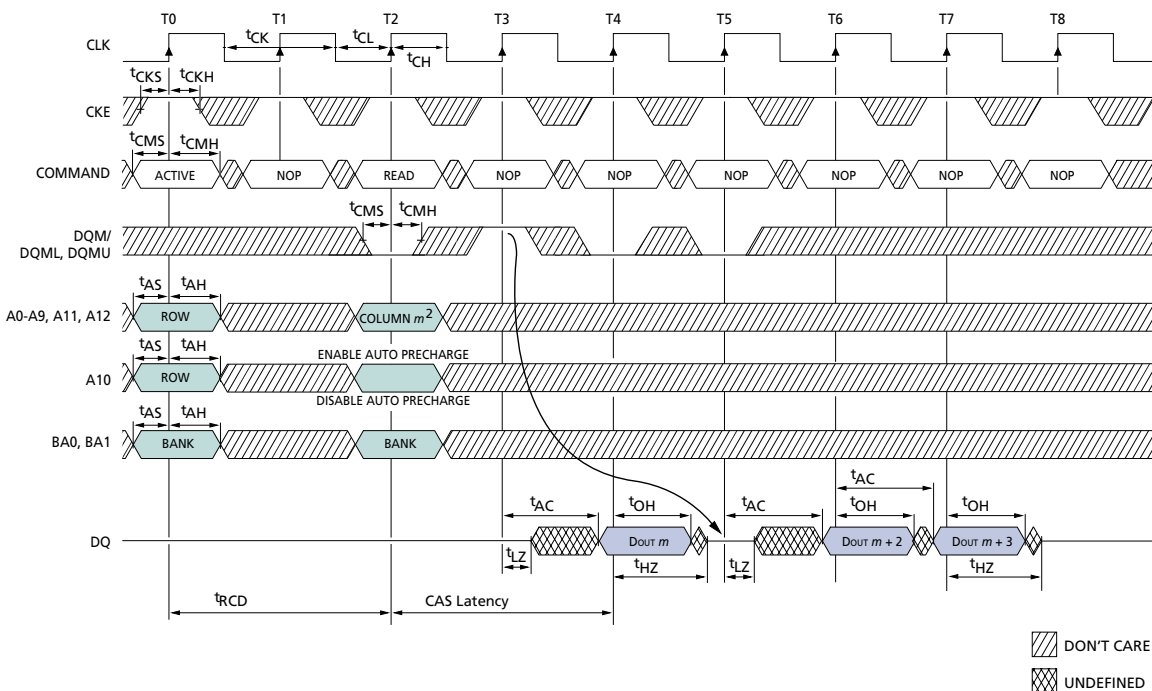 T0 T1 T2 T3 T4 T5 T6 T7 T8
CLK
tCK tCL
tCH
tCKS tCKH
CKE
tCMS tCMH
COMMAND
ACTIVE NOP READ NOP NOP NOP NOP NOP NOP
tCMS tCMH
DQM/
DQML, DQMU
tAS tAH
A0-A9, A11, A12
ROW COLUMN m2
tAS tAH
ENABLE AUTO PRECHARGE
A10
ROW
DISABLE AUTO PRECHARGE
tAS tAH
BA0, BA1
BANK BANK
tAC
tAC tOH tAC tOH tOH
DQ
DOUT m DOUT m + 2 DOUT m + 3
tLZ tHZ tLZ tHZ
tRCD CAS Latency
DON'T CARE
UNDEFINED